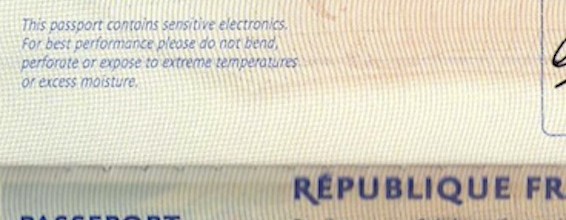 This passport contains sensitive electronics.
For best performance please do not bend,
perforate or expose to extreme temperatures
or excess moisture.
RÉPUBLIQUE FR
PASSEPORT